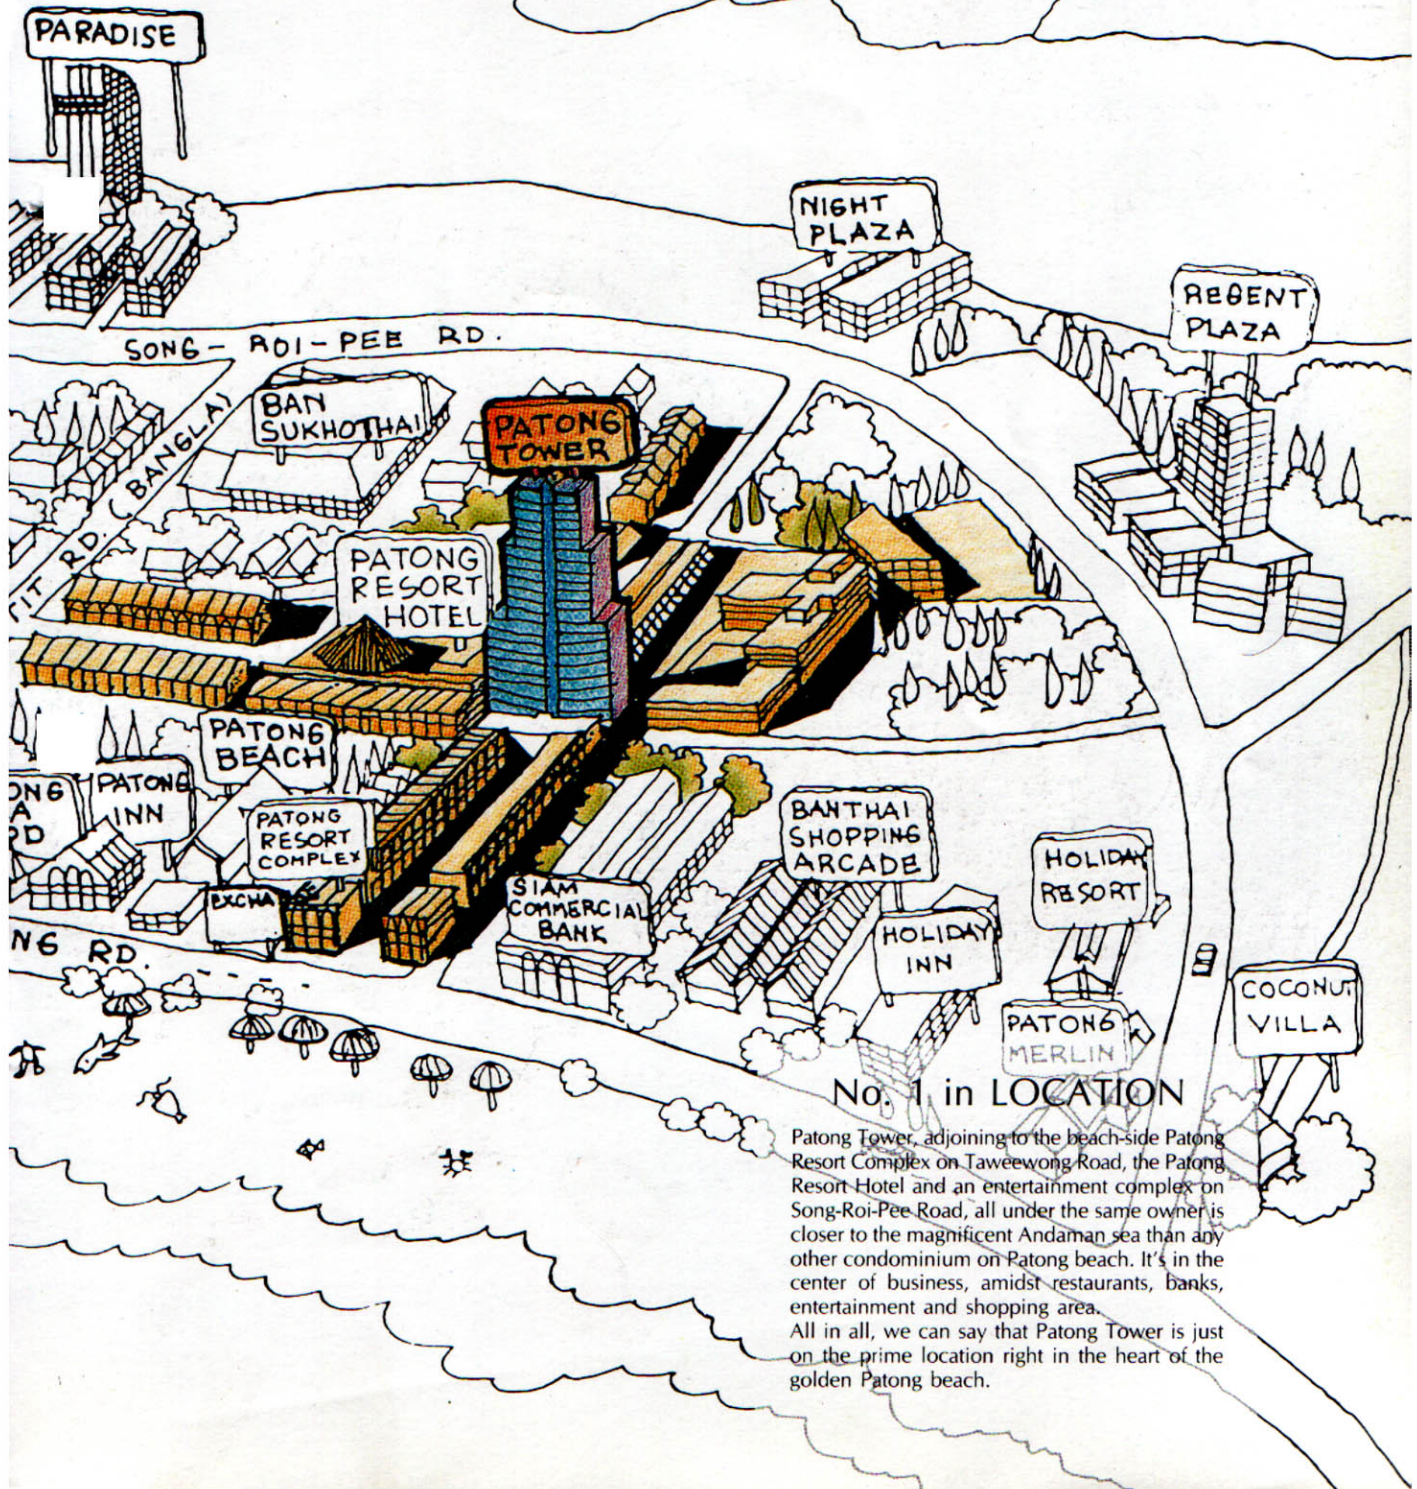 PARADISE
NIGHT
PLAZA
REGENT
PLAZA
SONG-ROI-PEE RD.
BAN
SUKHOTHAI
(BANGLA)
RD.
PATONG
TOWER
PATONG
RESORT
HOTEL
PATONG
BEACH
PATONG
INN
PATONG
RESORT
COMPLEX
EXCHA
SIAM
COMMERCIAL
BANK
BANTHAI
SHOPPING
ARCADE
HOLIDAY
INN
HOLIDAY
RESORT
PATONG
MERLIN
COCONUT
VILLA
NG RD.
No. 1 in LOCATION
Patong Tower, adjoining to the beach-side Patong
Resort Complex on Taweewong Road, the Patong
Resort Hotel and an entertainment complex on
Song-Roi-Pee Road, all under the same owner is
closer to the magnificent Andaman sea than any
other condominium on Patong beach. It's in the
center of business, amidst restaurants, banks,
entertainment and shopping area.
All in all, we can say that Patong Tower is just
on the prime location right in the heart of the
golden Patong beach.